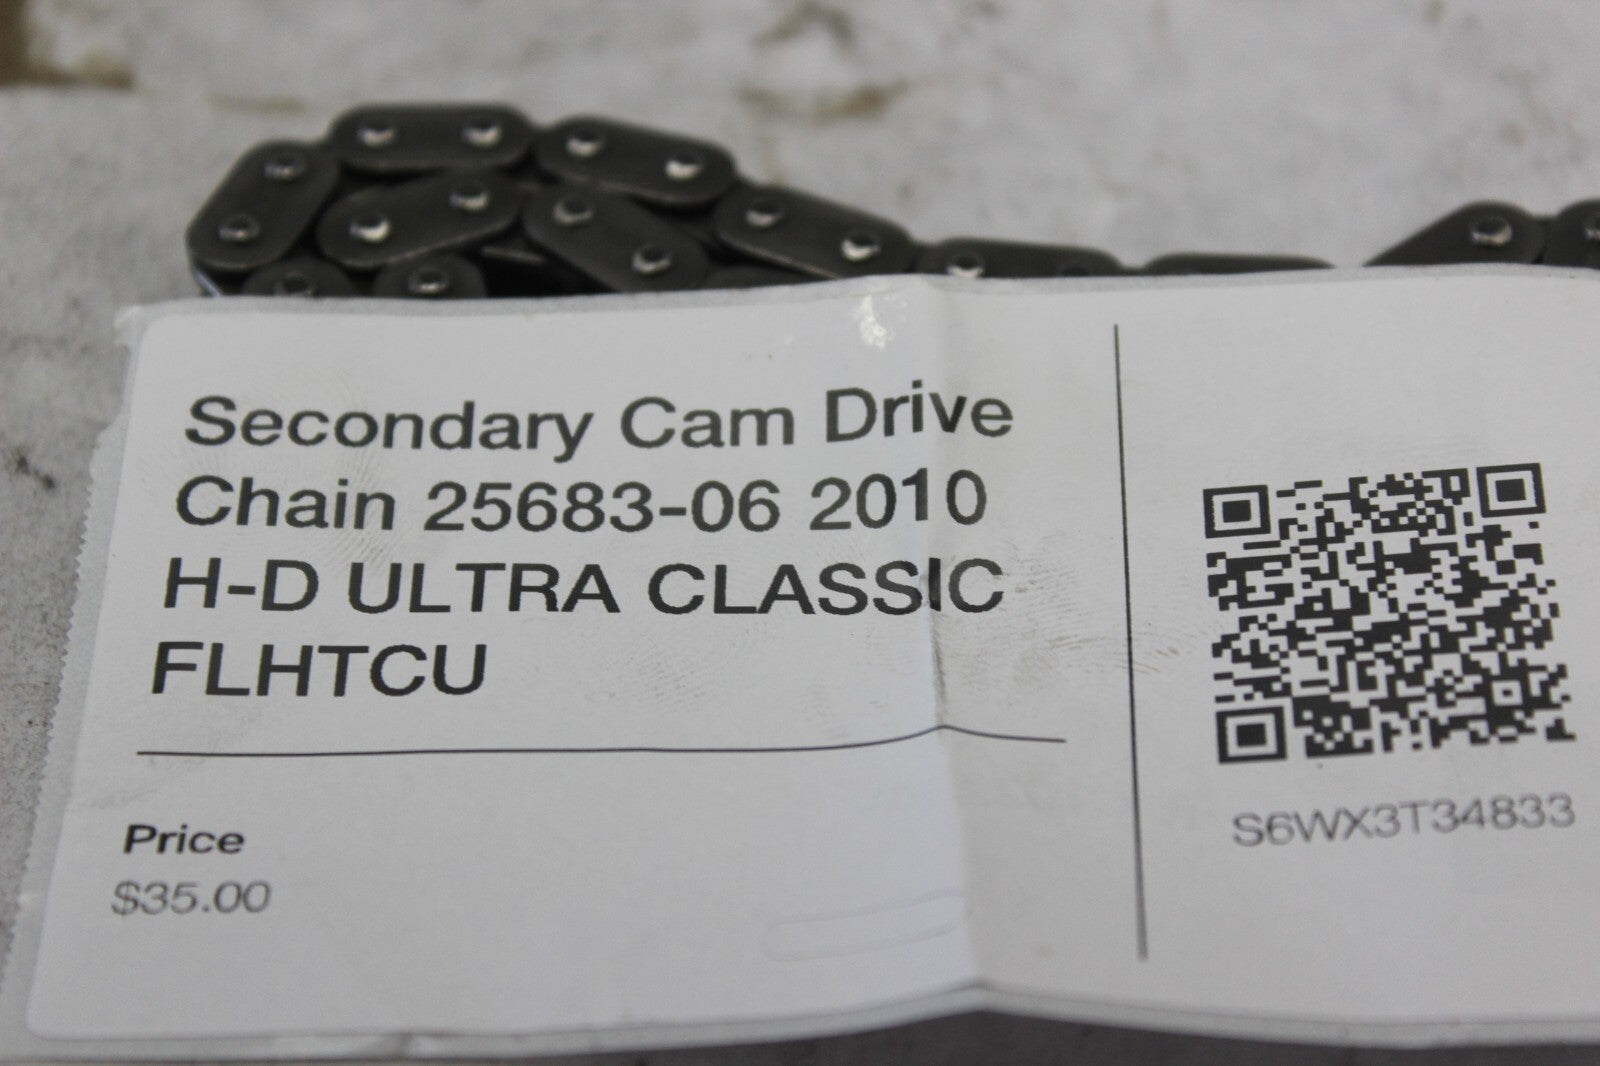 Secondary Cam Drive
Chain 25683-06 2010
H-D ULTRA CLASSIC
FLHTCU
Price
$35.00
S6WX3T34833